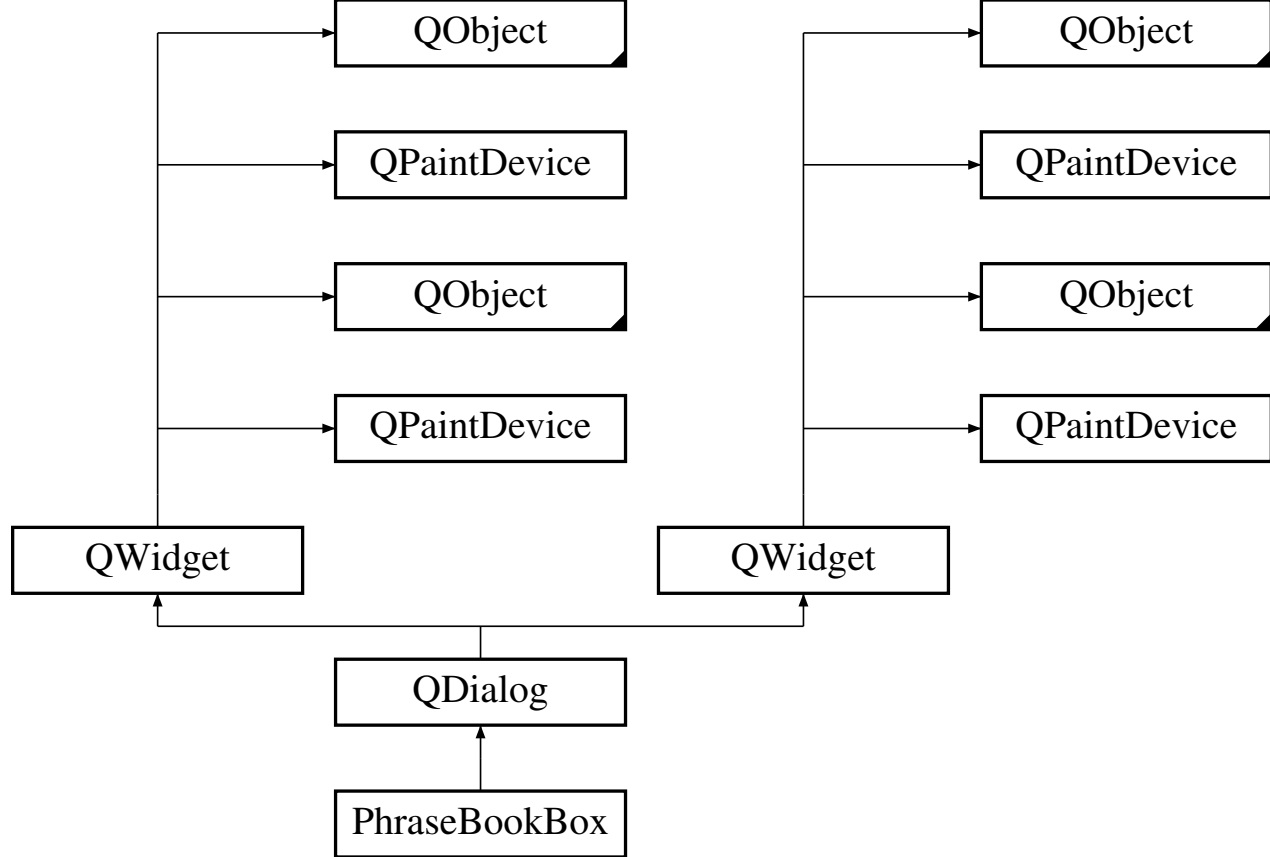 QObject
QObject
QPaintDevice
QPaintDevice
QObject
QObject
QPaintDevice
QPaintDevice
QWidget
QWidget
QDialog
PhraseBookBox